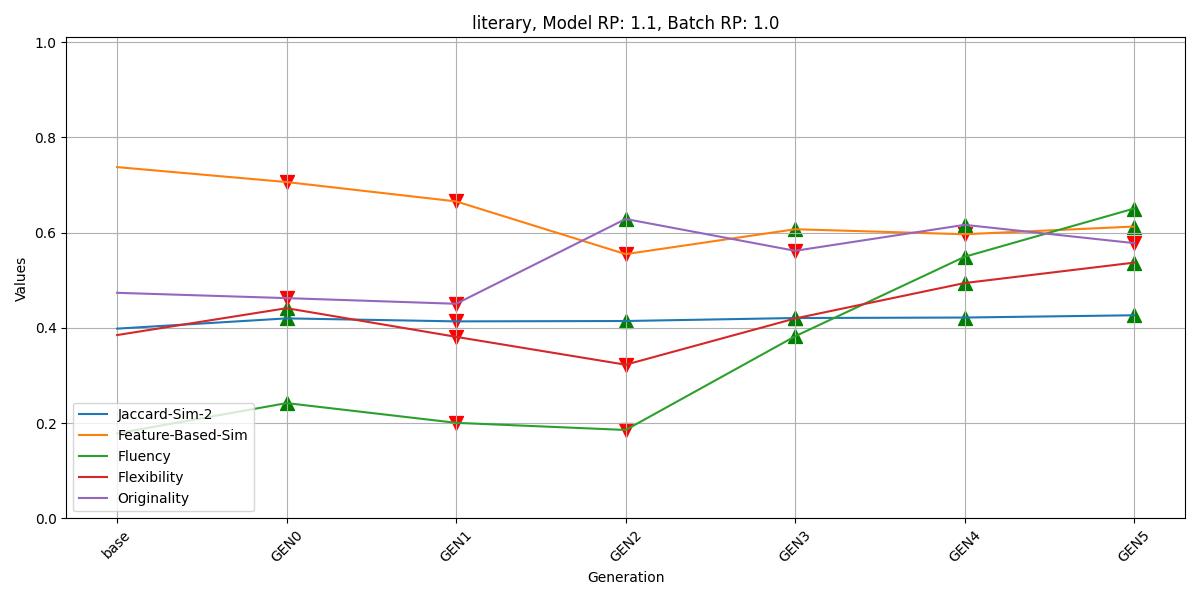 literary, Model RP: 1.1, Batch RP: 1.0
1.0
0.8
0.6
0.4
0.2
0.0
Values
Jaccard-Sim-2
Feature-Based-Sim
Fluency
Flexibility
Originality
base
GEN0
GEN1
GEN2
GEN3
GEN4
GEN5
Generation